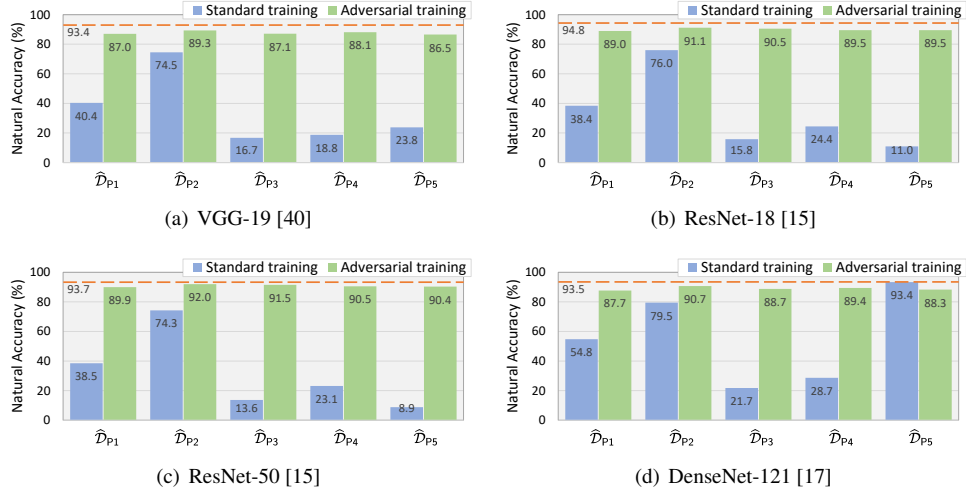 Standard training Adversarial training
Natural Accuracy (%)
100
80
60
40
20
0
93.4
40.4 87.0 74.5 89.3 16.7 87.1 18.8 88.1 23.8 86.5
𝒟̂P1 𝒟̂P2 𝒟̂P3 𝒟̂P4 𝒟̂P5
(a) VGG-19 [40]
Standard training Adversarial training
Natural Accuracy (%)
100
80
60
40
20
0
94.8
38.4 89.0 76.0 91.1 15.8 90.5 24.4 89.5 11.0 89.5
𝒟̂P1 𝒟̂P2 𝒟̂P3 𝒟̂P4 𝒟̂P5
(b) ResNet-18 [15]
Standard training Adversarial training
Natural Accuracy (%)
100
80
60
40
20
0
93.7
38.5 89.9 74.3 92.0 13.6 91.5 23.1 90.5 8.9 90.4
𝒟̂P1 𝒟̂P2 𝒟̂P3 𝒟̂P4 𝒟̂P5
(c) ResNet-50 [15]
Standard training Adversarial training
Natural Accuracy (%)
100
80
60
40
20
0
93.5
54.8 87.7 79.5 90.7 21.7 88.7 28.7 89.4 93.4 88.3
𝒟̂P1 𝒟̂P2 𝒟̂P3 𝒟̂P4 𝒟̂P5
(d) DenseNet-121 [17]